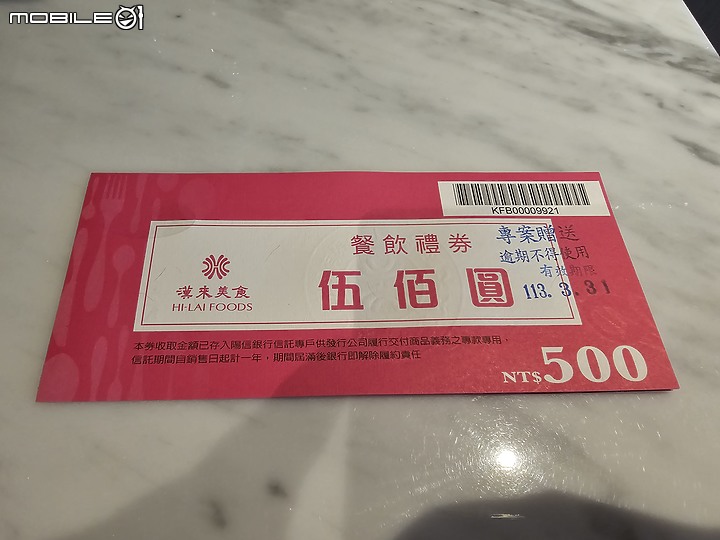 MOBILE01
KFB00009921
餐飲禮券
專案贈送
逾期不得使用
有效期限
113.3.31
漢來美食
HI-LAI FOODS
伍佰圓
本券收取金額已存入陽信銀行信託專戶供發行公司履行交付商品義務之專款專用,
信託期間自銷售日起計一年,期間屆滿後銀行即解除履約責任
NT$500